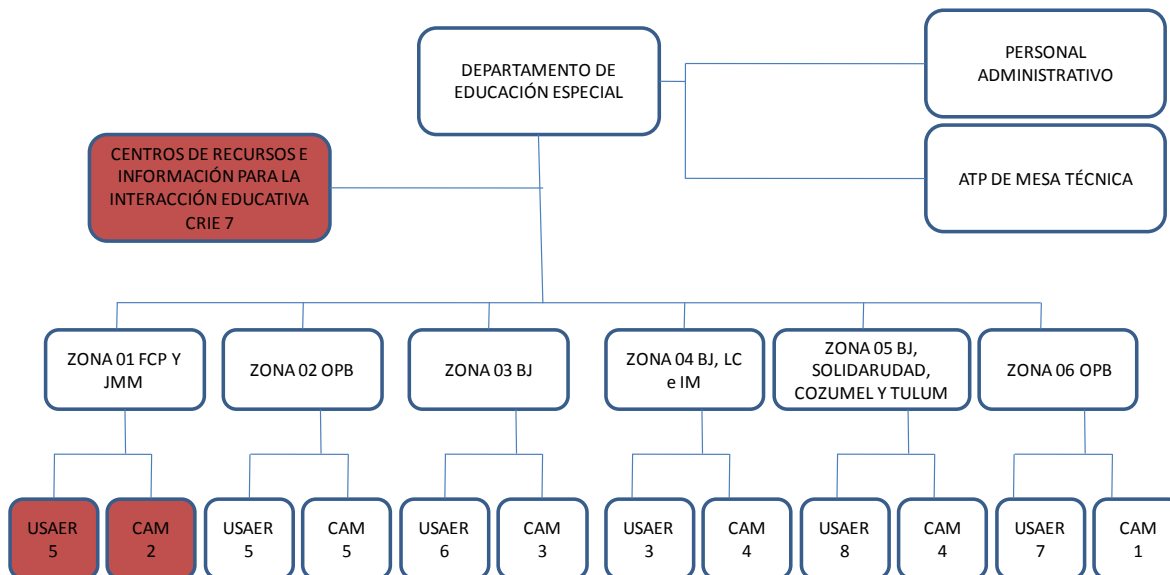 DEPARTAMENTO DE
EDUCACIÓN ESPECIAL
PERSONAL
ADMINISTRATIVO
ATP DE MESA TÉCNICA
CENTROS DE RECURSOS E
INFORMACIÓN PARA LA
INTERACCIÓN EDUCATIVA
CRIE 7
ZONA 01 FCP Y
JMM
ZONA 02 OPB
ZONA 03 BJ
ZONA 04 BJ, LC
e IM
ZONA 05 BJ,
SOLIDARUDAD,
COZUMEL Y TULUM
ZONA 06 OPB
USAER
5
CAM
2
USAER
5
CAM
5
USAER
6
CAM
3
USAER
3
CAM
4
USAER
8
CAM
4
USAER
7
CAM
1